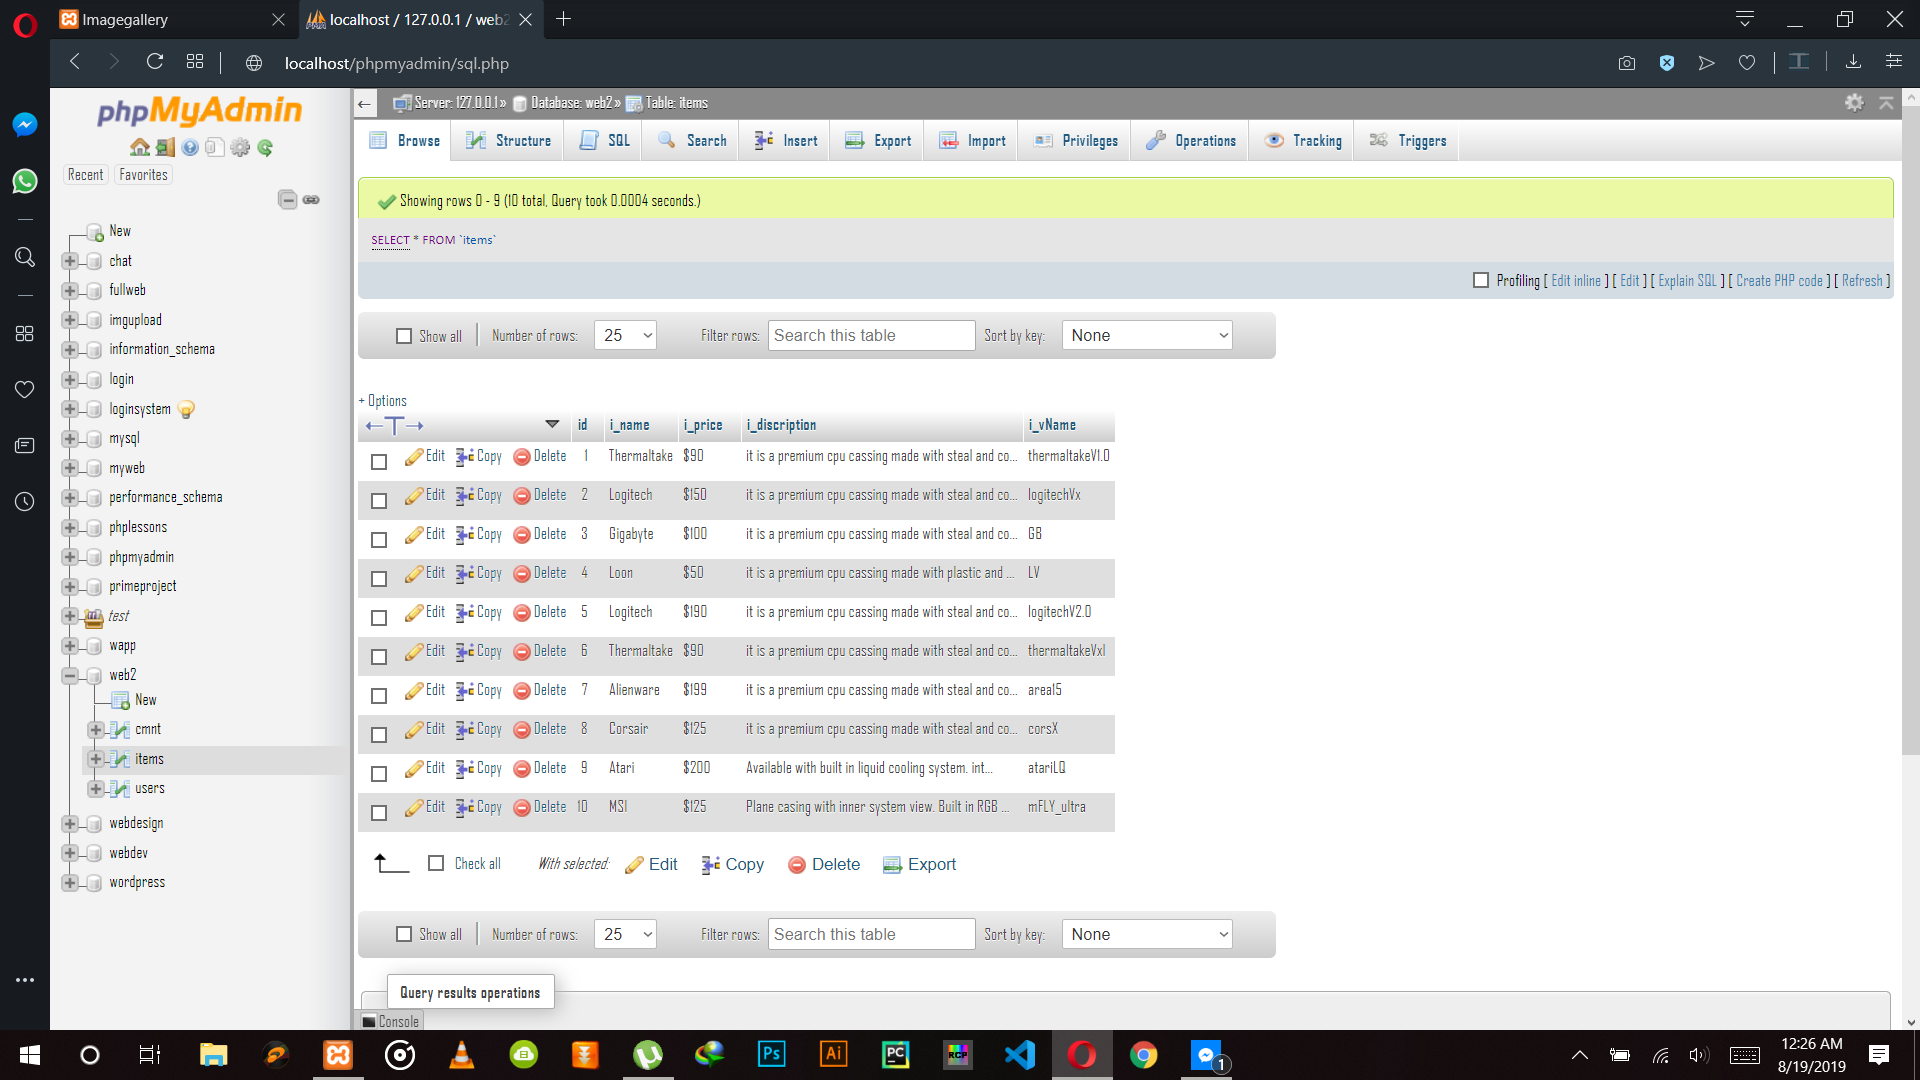 Imagegallery
localhost / 127.0.0.1 / web2
localhost/phpmyadmin/sql.php
phpMyAdmin
Recent Favorites
New
chat
fullweb
imgupload
information_schema
login
loginsystem
mysql
myweb
performance_schema
phplessons
phpmyadmin
primeproject
test
wapp
web2
New
cmnt
items
users
webdesign
webdev
wordpress
Server: 127.0.0.1 » Database: web2 » Table: items
Browse Structure SQL Search Insert Export Import Privileges Operations Tracking Triggers
Showing rows 0 - 9 (10 total, Query took 0.0004 seconds.)
SELECT * FROM `items`
Profiling [ Edit inline ] [ Edit ] [ Explain SQL ] [ Create PHP code ] [ Refresh ]
Show all Number of rows: 25 Filter rows: Search this table Sort by key: None
+ Options
←T→ id i_name i_price i_discription i_vName
Edit Copy Delete 1 Thermaltake $90 it is a premium cpu cassing made with steal and co... thermaltakeV1.0
Edit Copy Delete 2 Logitech $150 it is a premium cpu cassing made with steal and co... logitechVx
Edit Copy Delete 3 Gigabyte $100 it is a premium cpu cassing made with steal and co... GB
Edit Copy Delete 4 Loon $50 it is a premium cpu cassing made with plastic and ... LV
Edit Copy Delete 5 Logitech $190 it is a premium cpu cassing made with steal and co... logitechV2.0
Edit Copy Delete 6 Thermaltake $90 it is a premium cpu cassing made with steal and co... thermaltakeVxl
Edit Copy Delete 7 Alienware $199 it is a premium cpu cassing made with steal and co... area15
Edit Copy Delete 8 Corsair $125 it is a premium cpu cassing made with steal and co... corsX
Edit Copy Delete 9 Atari $200 Available with built in liquid cooling system. int... atariLQ
Edit Copy Delete 10 MSI $125 Plane casing with inner system view. Built in RGB ... mFLY_ultra
Check all With selected: Edit Copy Delete Export
Show all Number of rows: 25 Filter rows: Search this table Sort by key: None
Query results operations
Console
Ps Ai PC RCP 1
12:26 AM
8/19/2019